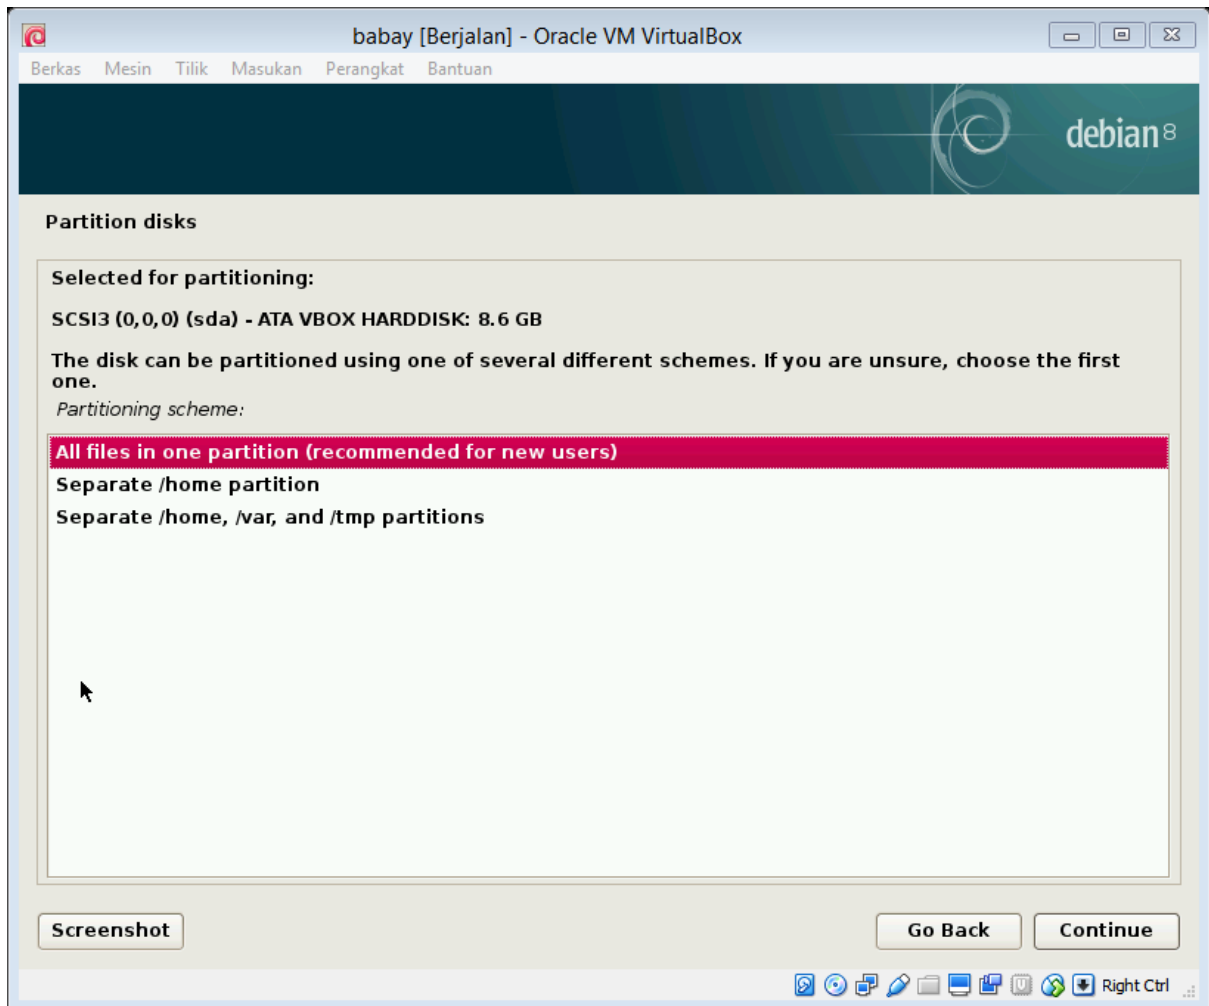 babay [Berjalan] - Oracle VM VirtualBox
Berkas Mesin Tilik Masukan Perangkat Bantuan
debian 8
Partition disks
Selected for partitioning:
SCSI3 (0,0,0) (sda) - ATA VBOX HARDDISK: 8.6 GB
The disk can be partitioned using one of several different schemes. If you are unsure, choose the first
one.
Partitioning scheme:
All files in one partition (recommended for new users)
Separate /home partition
Separate /home, /var, and /tmp partitions
Screenshot
Go Back
Continue
Right Ctrl